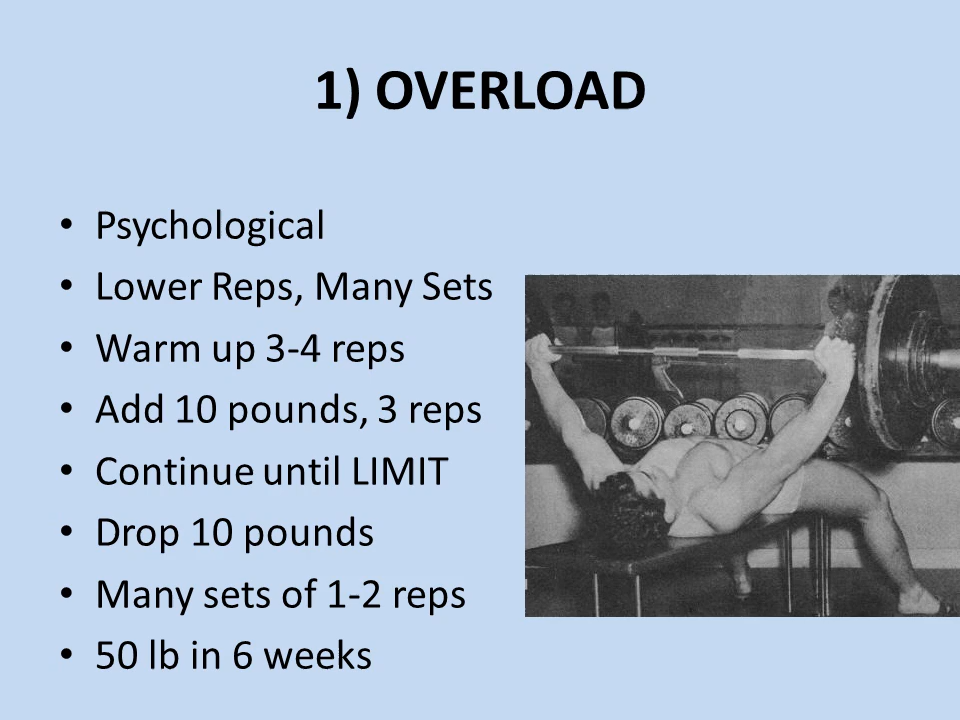 1) OVERLOAD
• Psychological
• Lower Reps, Many Sets
• Warm up 3-4 reps
• Add 10 pounds, 3 reps
• Continue until LIMIT
• Drop 10 pounds
• Many sets of 1-2 reps
• 50 lb in 6 weeks